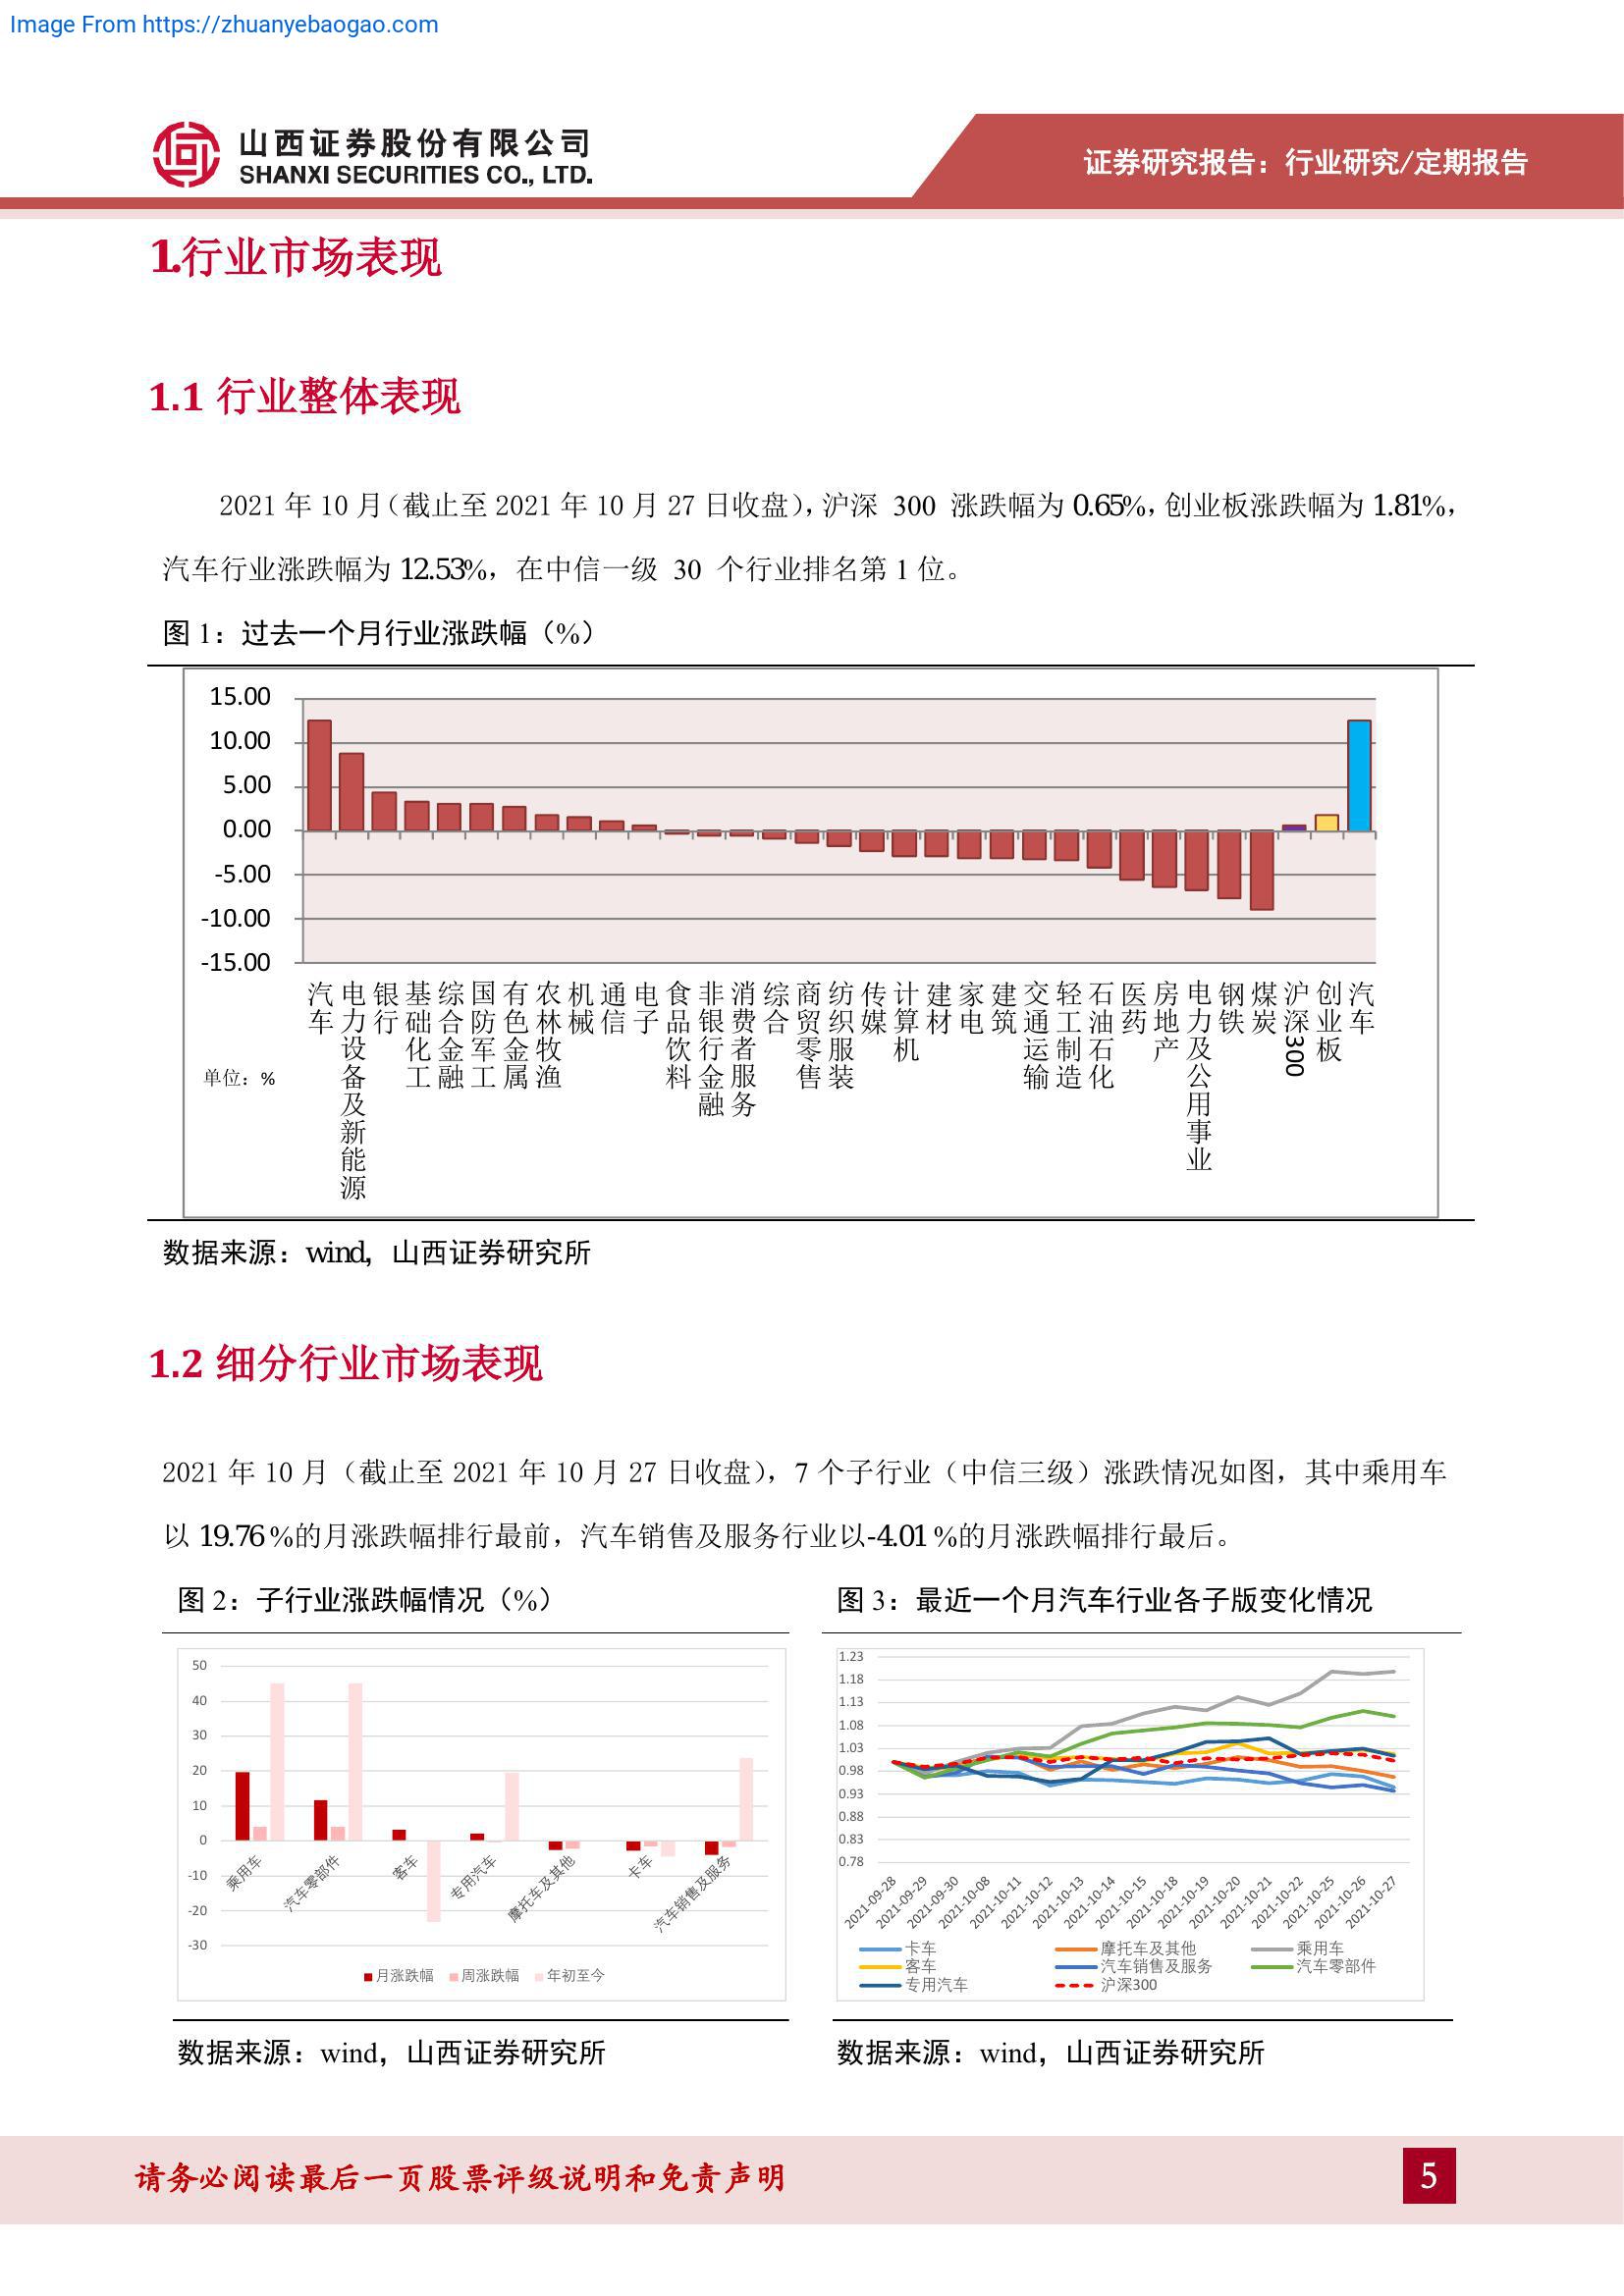 Image From https://zhuanyebaogao.com
山西证券股份有限公司
SHANXI SECURITIES CO., LTD.
证券研究报告：行业研究/定期报告
1.行业市场表现
1.1 行业整体表现
2021 年 10 月（截止至 2021 年 10 月 27 日收盘），沪深 300 涨跌幅为 0.65%，创业板涨跌幅为 1.81%，
汽车行业涨跌幅为 12.53%，在中信一级 30 个行业排名第 1 位。
图 1：过去一个月行业涨跌幅（%）
15.00
10.00
5.00
0.00
-5.00
-10.00
-15.00
单位：%
汽车
电力设备及新能源
银行
基础化工
综合金融
国防军工
有色金属
农林牧渔
机械
通信
电子
食品饮料
非银行金融
消费者服务
综合
商贸零售
纺织服装
传媒
计算机
建材
家电
建筑
交通运输
轻工制造
石油石化
医药
房地产
电力及公用事业
钢铁
煤炭
沪深300
创业板
汽车
数据来源：wind，山西证券研究所
1.2 细分行业市场表现
2021 年 10 月（截止至 2021 年 10 月 27 日收盘），7 个子行业（中信三级）涨跌情况如图，其中乘用车
以 19.76 %的月涨跌幅排行最前，汽车销售及服务行业以-4.01 %的月涨跌幅排行最后。
图 2：子行业涨跌幅情况（%）
50
40
30
20
10
0
-10
-20
-30
乘用车
汽车零部件
客车
专用汽车
摩托车及其他
卡车
汽车销售及服务
月涨跌幅 周涨跌幅 年初至今
数据来源：wind，山西证券研究所
图 3：最近一个月汽车行业各子版变化情况
1.23
1.18
1.13
1.08
1.03
0.98
0.93
0.88
0.83
0.78
2021-09-28
2021-09-29
2021-09-30
2021-10-08
2021-10-11
2021-10-12
2021-10-13
2021-10-14
2021-10-15
2021-10-18
2021-10-19
2021-10-20
2021-10-21
2021-10-22
2021-10-25
2021-10-26
2021-10-27
卡车 摩托车及其他 乘用车
客车 汽车销售及服务 汽车零部件
专用汽车 沪深300
数据来源：wind，山西证券研究所
请务必阅读最后一页股票评级说明和免责声明
5